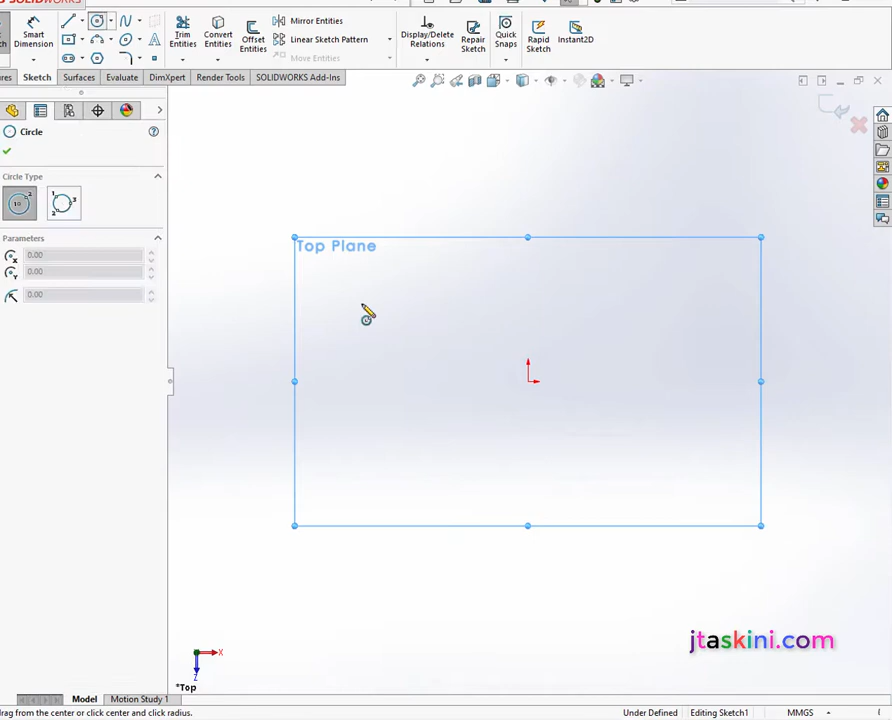 SOLIDWORKS
Smart Dimension
Trim Entities
Convert Entities
Offset Entities
Mirror Entities
Linear Sketch Pattern
Move Entities
Display/Delete Relations
Repair Sketch
Quick Snaps
Rapid Sketch
Instant2D
Sketch
Surfaces
Evaluate
DimXpert
Render Tools
SOLIDWORKS Add-Ins
Circle
Circle Type
Parameters
0.00
0.00
0.00
Top Plane
jtaskini.com
X
Z
*Top
Model
Motion Study 1
drag from the center or click center and click radius.
Under Defined
Editing Sketch1
MMGS